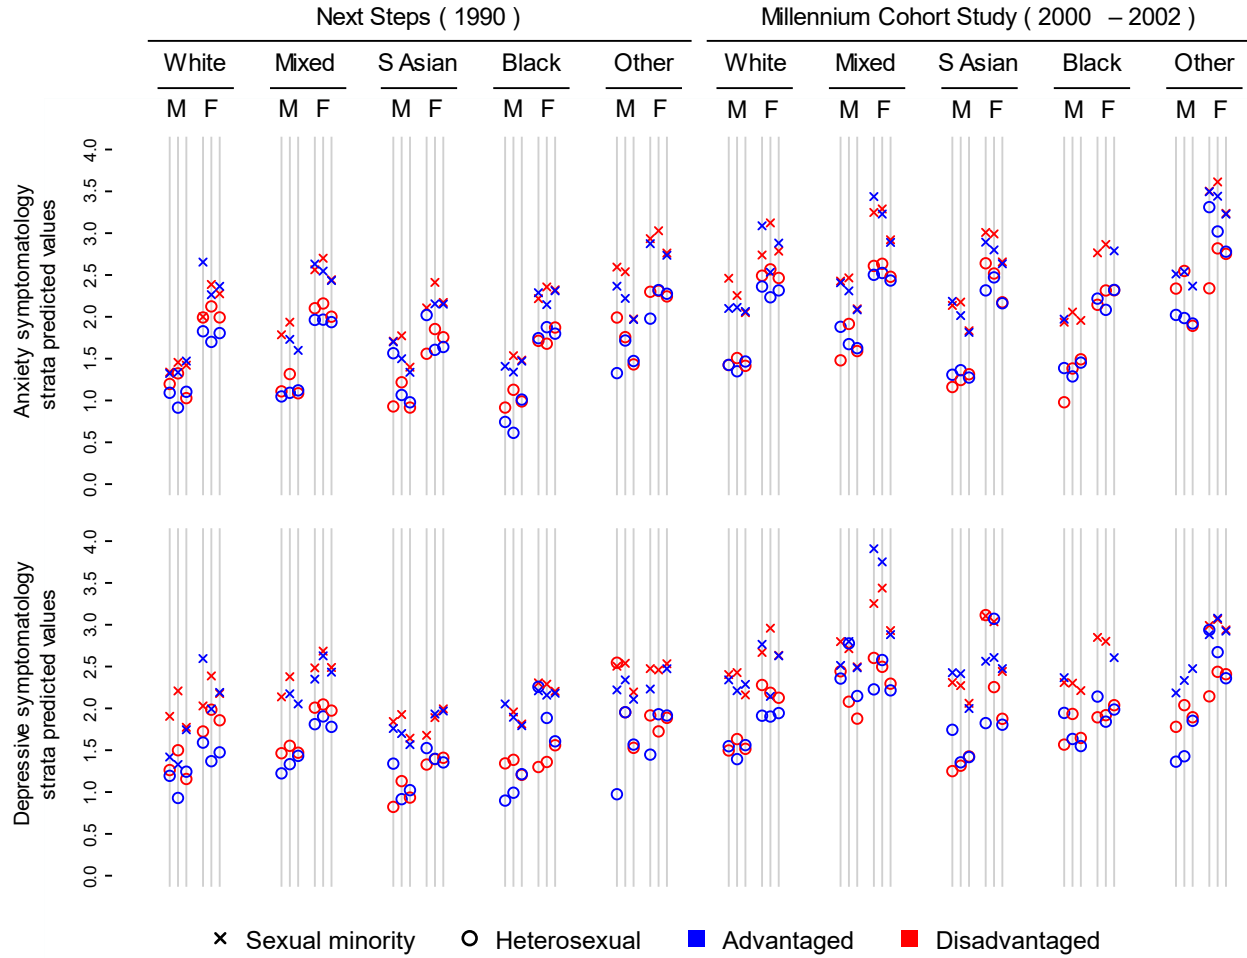 Next Steps ( 1990 ) Millennium Cohort Study ( 2000 – 2002 )
White Mixed S Asian Black Other White Mixed S Asian Black Other
M F M F M F M F M F M F M F M F M F M F
Anxiety symptomatology
strata predicted values
4.0
3.5
3.0
2.5
2.0
1.5
1.0
0.5
0.0
Depressive symptomatology
strata predicted values
4.0
3.5
3.0
2.5
2.0
1.5
1.0
0.5
0.0
Sexual minority Heterosexual Advantaged Disadvantaged